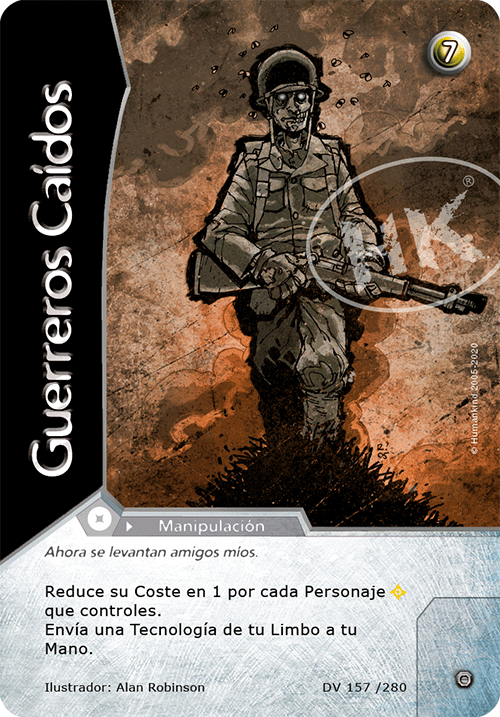 7
Guerreros Caídos
HK®
© Humankind 2005-2020
Manipulación
Ahora se levantan amigos míos.
Reduce su Coste en 1 por cada Personaje
que controles.
Envía una Tecnología de tu Limbo a tu
Mano.
Ilustrador: Alan Robinson
DV 157 /280